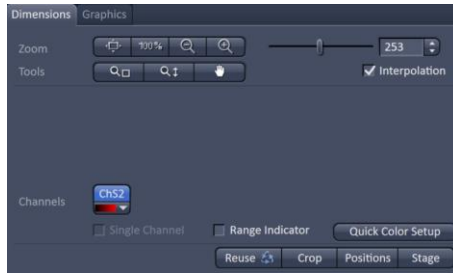 Dimensions Graphics
Zoom 100% 253
Tools Interpolation
Channels ChS2
Single Channel Range Indicator Quick Color Setup
Reuse Crop Positions Stage